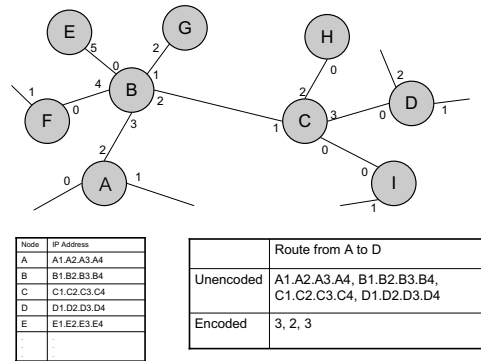 E
G
H
5
2
0
0
1
4
B
2
2
1
0
3
F
2
1
C
3
0
D
1
0
2
0
A
1
0
I
1
Node IP Address
A A1.A2.A3.A4
B B1.B2.B3.B4
C C1.C2.C3.C4
D D1.D2.D3.D4
E E1.E2.E3.E4
. .
. .
. .
Route from A to D
Unencoded A1.A2.A3.A4, B1.B2.B3.B4,
C1.C2.C3.C4, D1.D2.D3.D4
Encoded 3, 2, 3